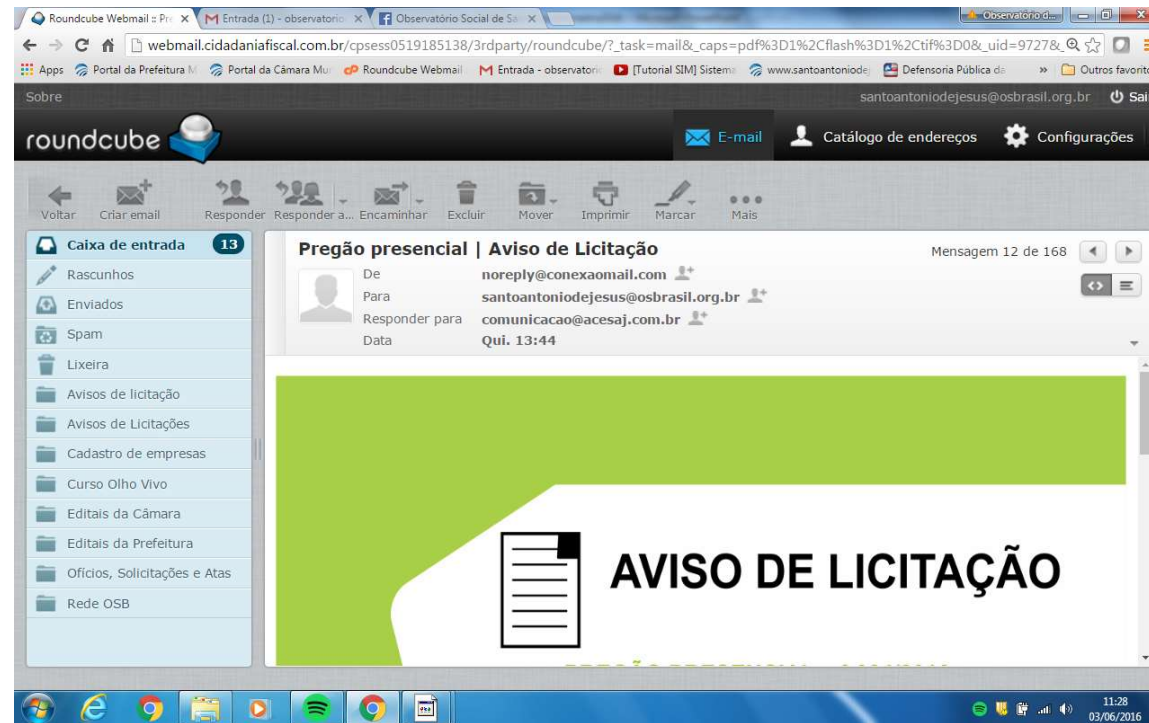 Roundcube Webmail :: Pre
Entrada (1) - observatorio
Observatório Social de Sa
Observatório d...
webmail.cidadaniafiscal.com.br/cpsess0519185138/3rdparty/roundcube/?_task=mail&_caps=pdf%3D1%2Cflash%3D1%2Ctif%3D0&_uid=9727&
Apps
Portal da Prefeitura M
Portal da Câmara Mu
Roundcube Webmail
Entrada - observatori
[Tutorial SIM] Sistema
www.santoantoniodej
Defensoria Pública da
»
Outros favoritos
Sobre
santoantoniodejesus@osbrasil.org.br
Sai
roundcube
E-mail
Catálogo de endereços
Configurações
Voltar
Criar email
Responder
Responder a...
Encaminhar
Excluir
Mover
Imprimir
Marcar
Mais
Caixa de entrada 13
Rascunhos
Enviados
Spam
Lixeira
Avisos de licitação
Avisos de Licitações
Cadastro de empresas
Curso Olho Vivo
Editais da Câmara
Editais da Prefeitura
Ofícios, Solicitações e Atas
Rede OSB
Pregão presencial | Aviso de Licitação
Mensagem 12 de 168
De noreply@conexaomail.com
Para santoantoniodejesus@osbrasil.org.br
Responder para comunicacao@acesaj.com.br
Data Qui. 13:44
AVISO DE LICITAÇÃO
11:28
03/06/2016